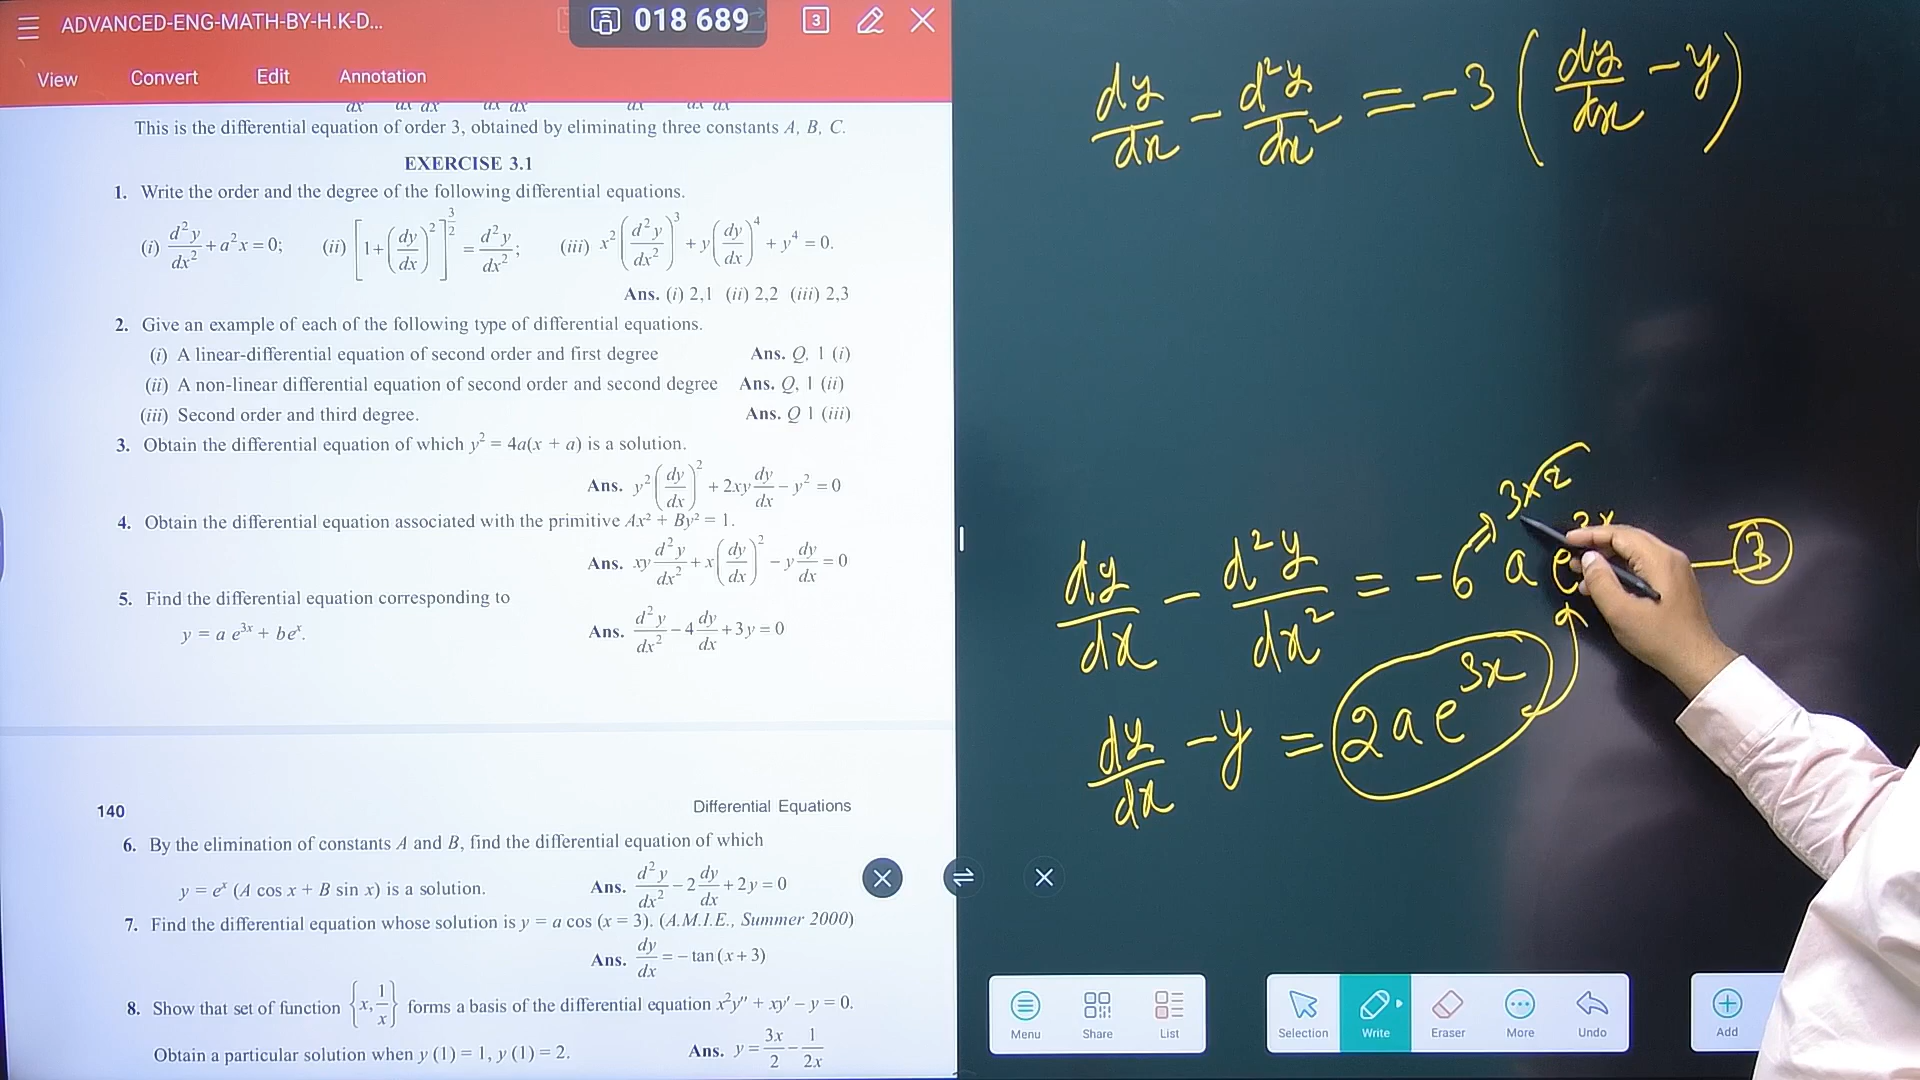 ADVANCED-ENG-MATH-BY-H.K-D...
018 689
3
View Convert Edit Annotation
This is the differential equation of order 3, obtained by eliminating three constants A, B, C.
EXERCISE 3.1
1. Write the order and the degree of the following differential equations.
(i) d²y/dx² + a²x = 0; (ii) [1+(dy/dx)²]^(3/2) = d²y/dx²; (iii) x²(d²y/dx²)³ + y(dy/dx)⁴ + y⁴ = 0.
Ans. (i) 2,1 (ii) 2,2 (iii) 2,3
2. Give an example of each of the following type of differential equations.
(i) A linear-differential equation of second order and first degree Ans. Q. 1 (i)
(ii) A non-linear differential equation of second order and second degree Ans. Q. 1 (ii)
(iii) Second order and third degree. Ans. Q 1 (iii)
3. Obtain the differential equation of which y² = 4a(x + a) is a solution.
Ans. y²(dy/dx)² + 2xy dy/dx − y² = 0
4. Obtain the differential equation associated with the primitive Ax² + By² = 1.
Ans. xy d²y/dx² + x(dy/dx)² − y dy/dx = 0
5. Find the differential equation corresponding to
y = a e³ˣ + beˣ. Ans. d²y/dx² − 4 dy/dx + 3y = 0
140 Differential Equations
6. By the elimination of constants A and B, find the differential equation of which
y = eˣ (A cos x + B sin x) is a solution. Ans. d²y/dx² − 2 dy/dx + 2y = 0
7. Find the differential equation whose solution is y = a cos (x = 3). (A.M.I.E., Summer 2000)
Ans. dy/dx = − tan (x + 3)
8. Show that set of function {x, 1/x} forms a basis of the differential equation x²y″ + xy′ − y = 0.
Obtain a particular solution when y (1) = 1, y (1) = 2. Ans. y = 3x/2 − 1/2x
dy/dx − d²y/dx² = −3 (dy/dx − y)
3x2
dy/dx − d²y/dx² = −6 a e —③
dy/dx − y = 2ae³ˣ
Menu Share List Selection Write Eraser More Undo Add